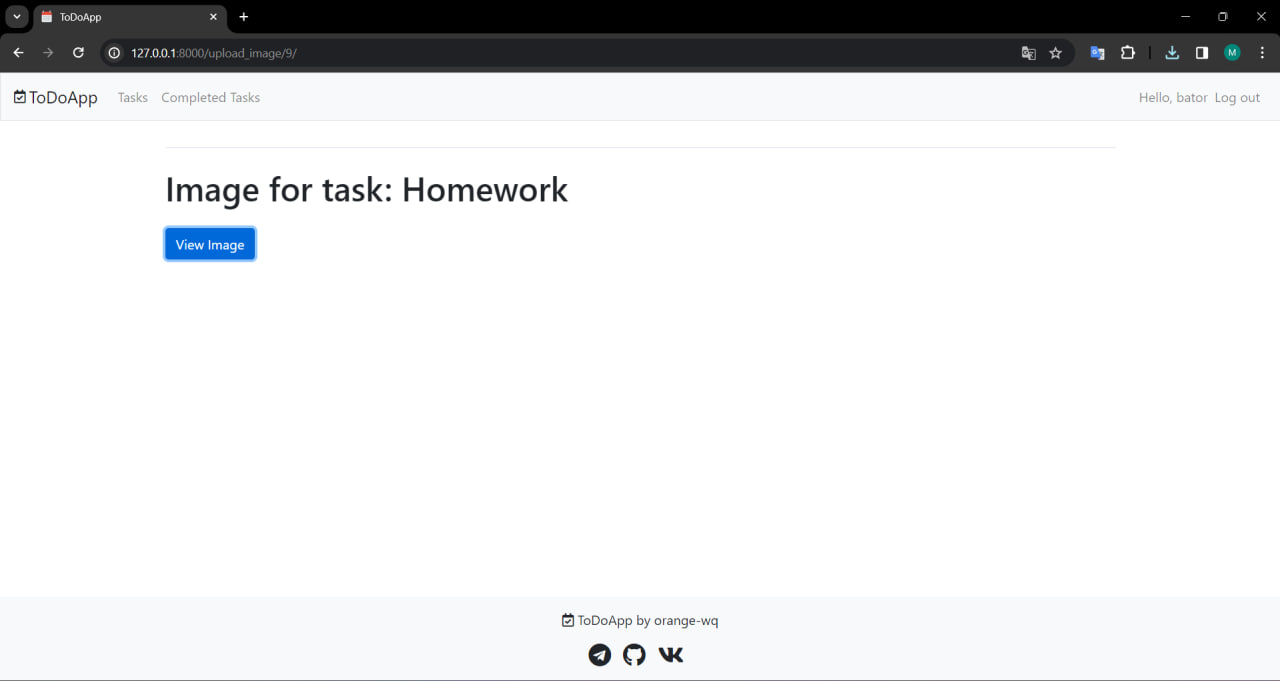 ToDoApp
127.0.0.1:8000/upload_image/9/
M
ToDoApp Tasks Completed Tasks Hello, bator Log out
Image for task: Homework
View Image
ToDoApp by orange-wq